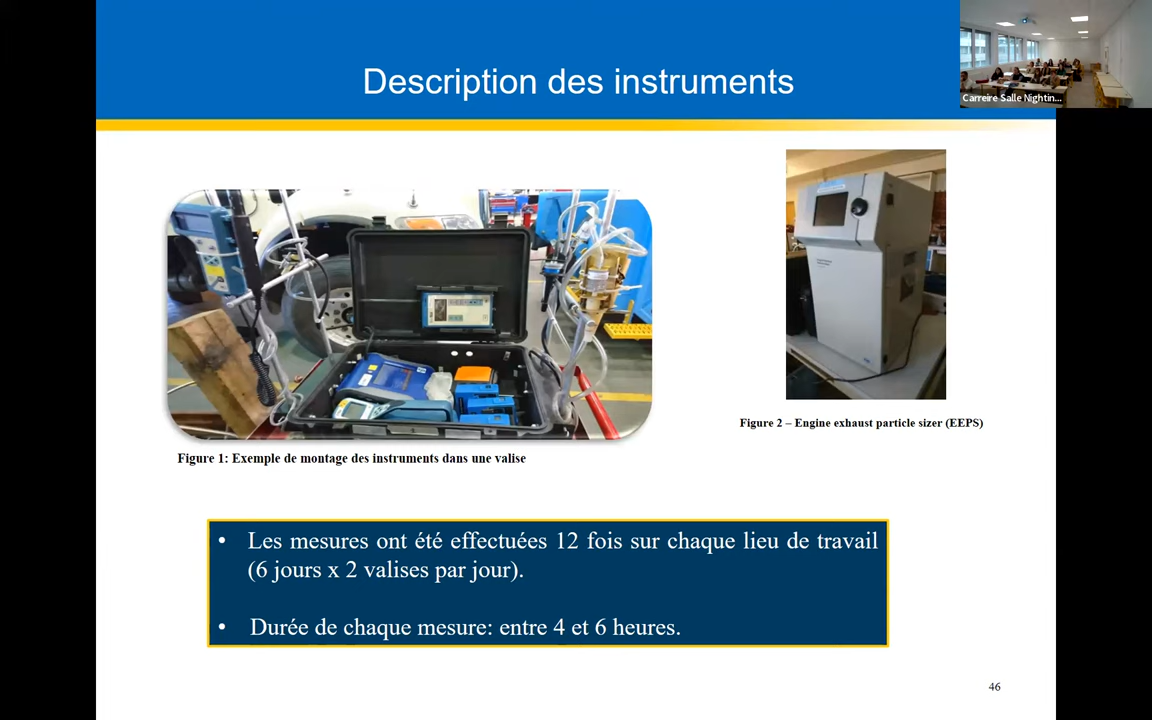 Description des instruments
Carreire Salle Nightin...
Figure 2 – Engine exhaust particle sizer (EEPS)
Figure 1: Exemple de montage des instruments dans une valise
• Les mesures ont été effectuées 12 fois sur chaque lieu de travail
(6 jours x 2 valises par jour).
• Durée de chaque mesure: entre 4 et 6 heures.
46